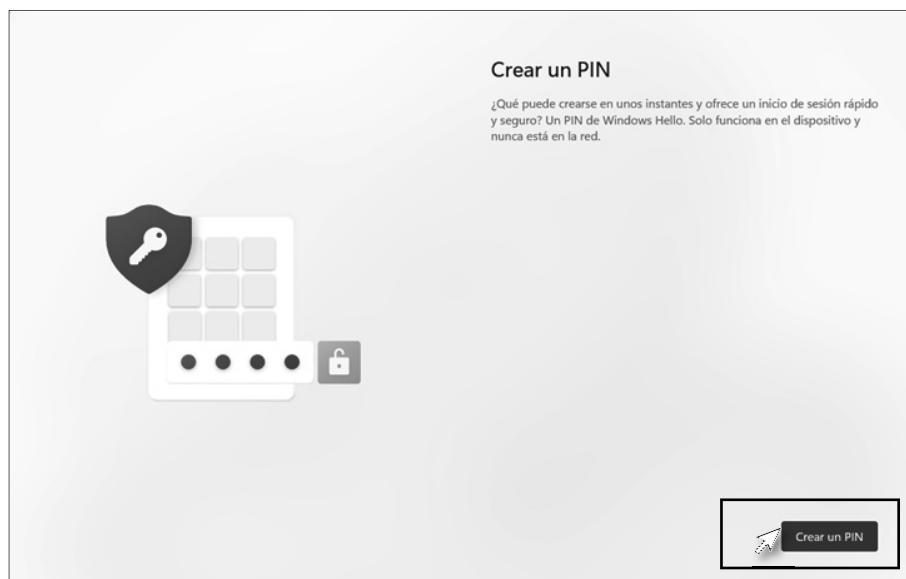 Crear un PIN
¿Qué puede crearse en unos instantes y ofrece un inicio de sesión rápido
y seguro? Un PIN de Windows Hello. Solo funciona en el dispositivo y
nunca está en la red.
Crear un PIN